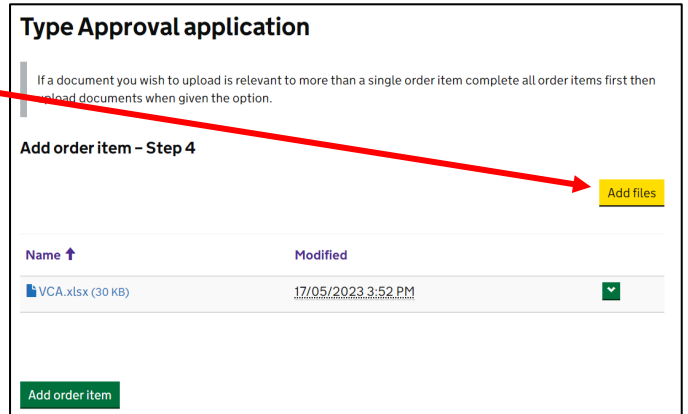 Type Approval application
If a document you wish to upload is relevant to more than a single order item complete all order items first then
upload documents when given the option.
Add order item – Step 4
Add files
Name ↑ Modified
VCA.xlsx (30 KB) 17/05/2023 3:52 PM
Add order item